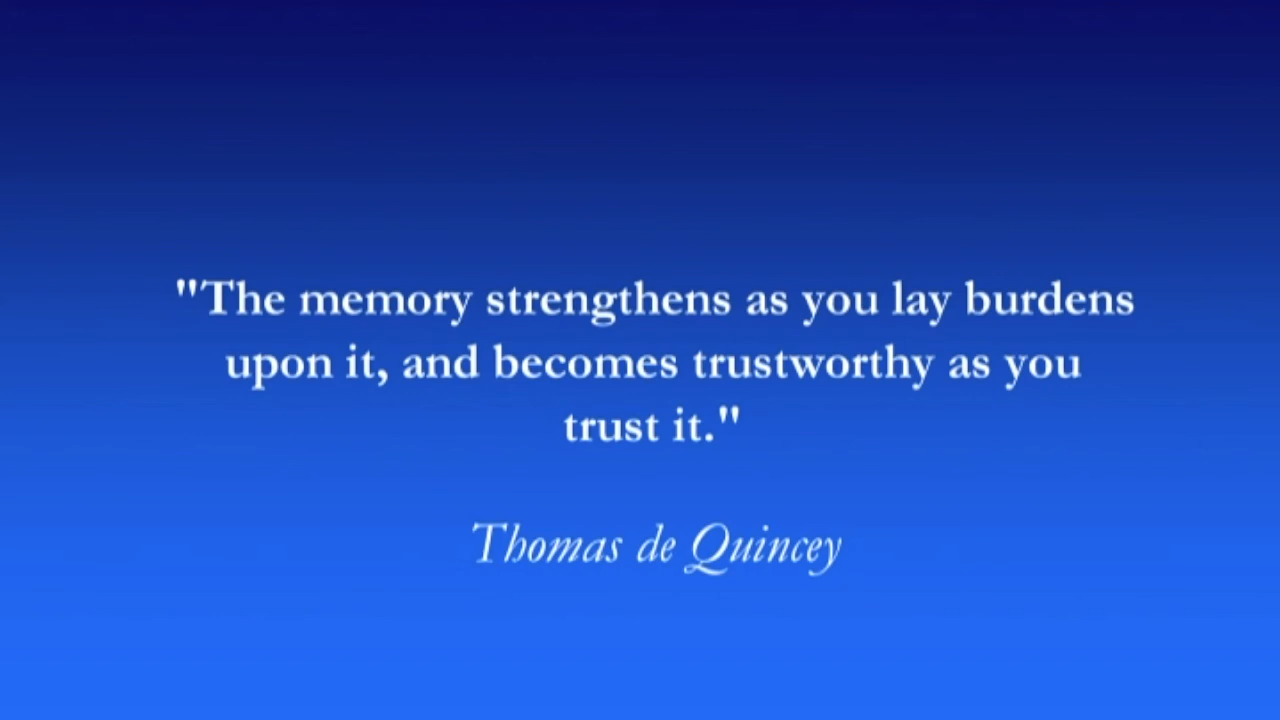 "The memory strengthens as you lay burdens
upon it, and becomes trustworthy as you
trust it."
Thomas de Quincey